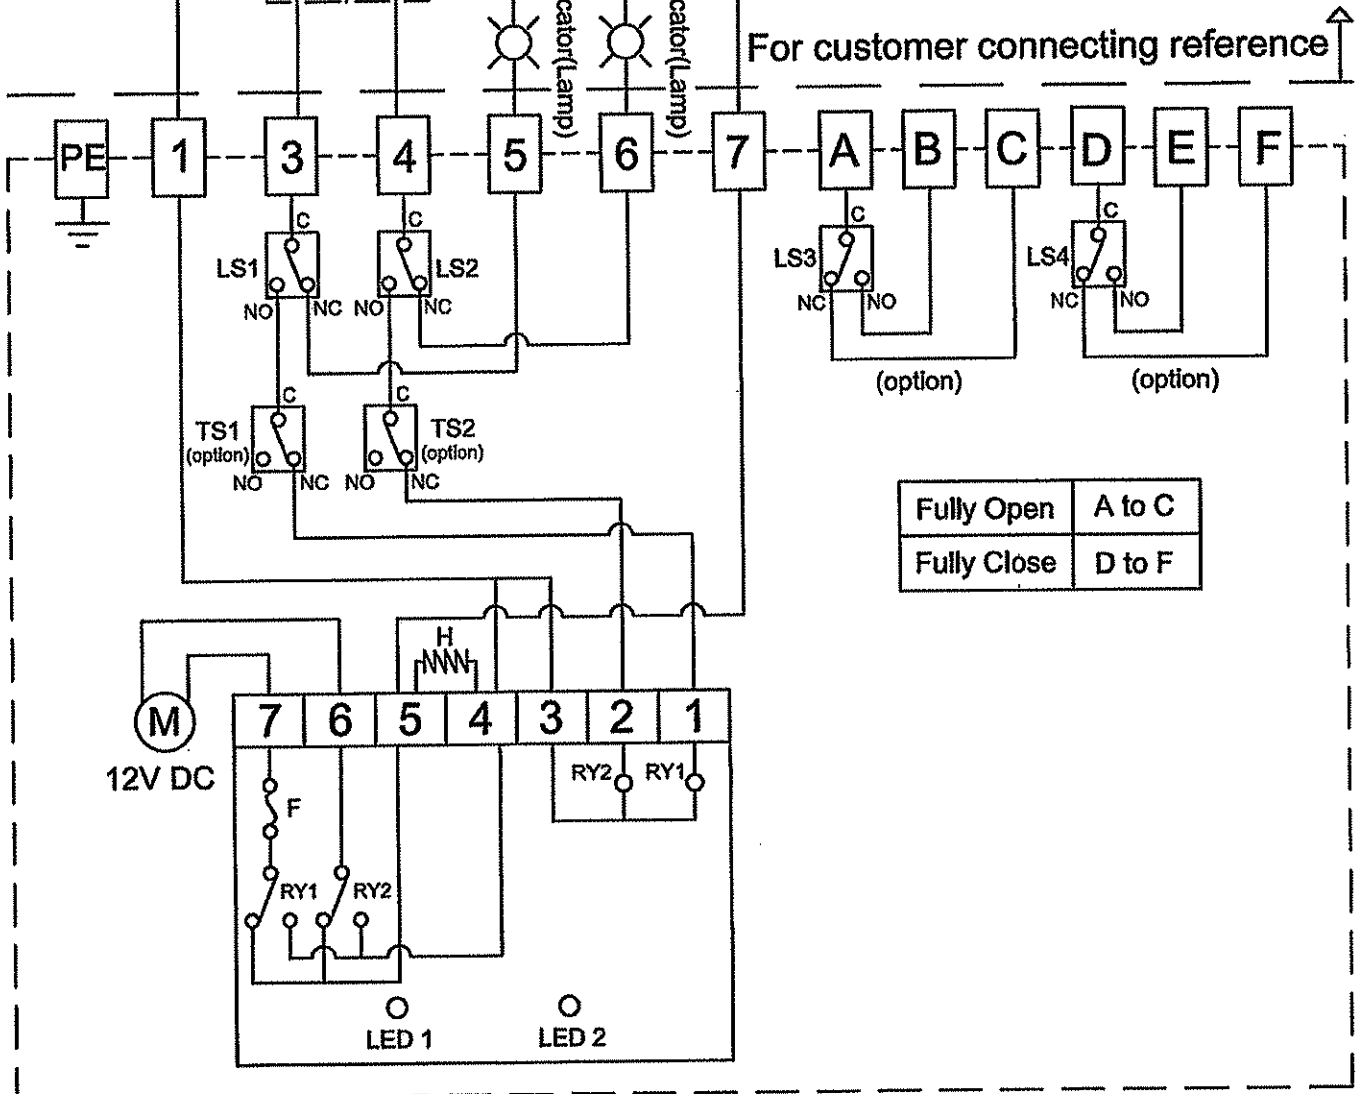 cator(Lamp)
cator(Lamp)
For customer connecting reference
PE 1 3 4 5 6 7 A B C D E F
C C C C
LS1 LS2 LS3 LS4
NO NC NO NC NC NO NC NO
(option) (option)
C C
TS1 TS2
(option) (option)
NO NC NO NC
Fully Open A to C
Fully Close D to F
H
M
7 6 5 4 3 2 1
12V DC
RY2 RY1
F
RY1 RY2
LED 1 LED 2